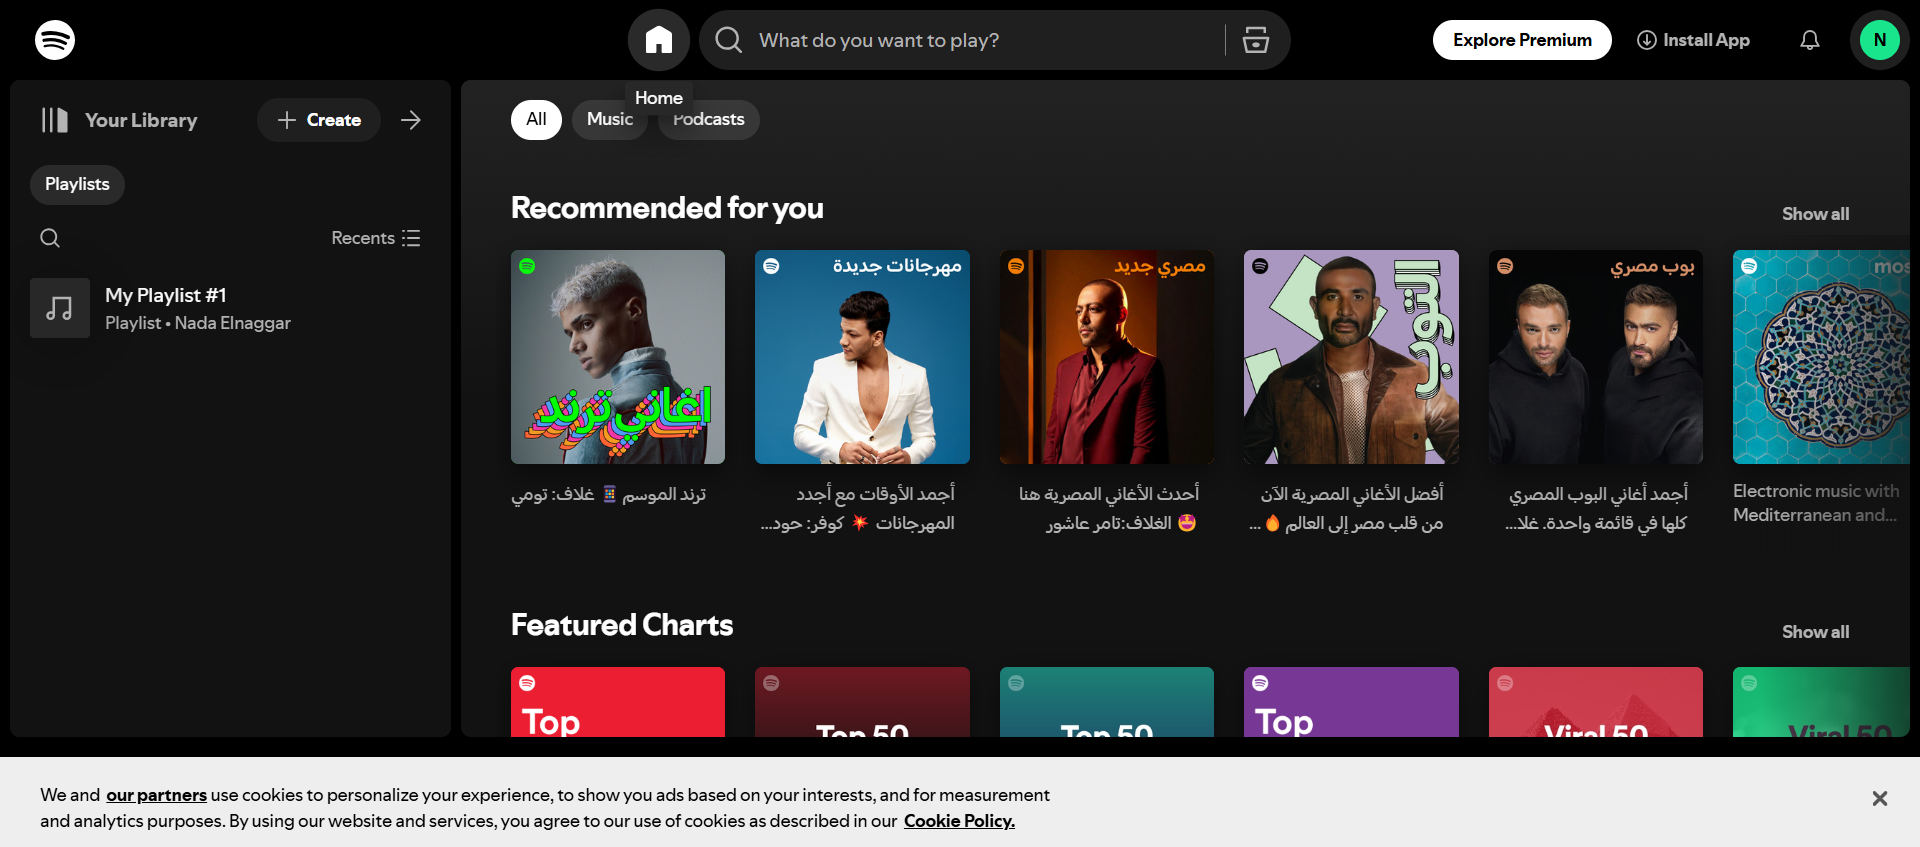 What do you want to play?
Explore Premium
Install App
N
Your Library
Create
Home
All
Music
Podcasts
Playlists
Recents
My Playlist #1
Playlist • Nada Elnaggar
Recommended for you
Show all
اغاني ترند
مهرجانات جديدة
مصري جديد
التوب
بوب مصري
ترند الموسم 🧵 غلاف: تومي
أجمد الأوقات مع أجدد
المهرجانات 💥 كوفر: حود...
أحدث الأغاني المصرية هنا
🤩 الغلاف:تامر عاشور
أفضل الأغاني المصرية الآن
من قلب مصر إلى العالم 🔥 ...
أجمد أغاني البوب المصري
كلها في قائمة واحدة. غلا...
Electronic music with
Mediterranean and...
Featured Charts
Show all
Top
Top 50
Top 50
Top
Viral 50
Viral 50
We and our partners use cookies to personalize your experience, to show you ads based on your interests, and for measurement
and analytics purposes. By using our website and services, you agree to our use of cookies as described in our Cookie Policy.